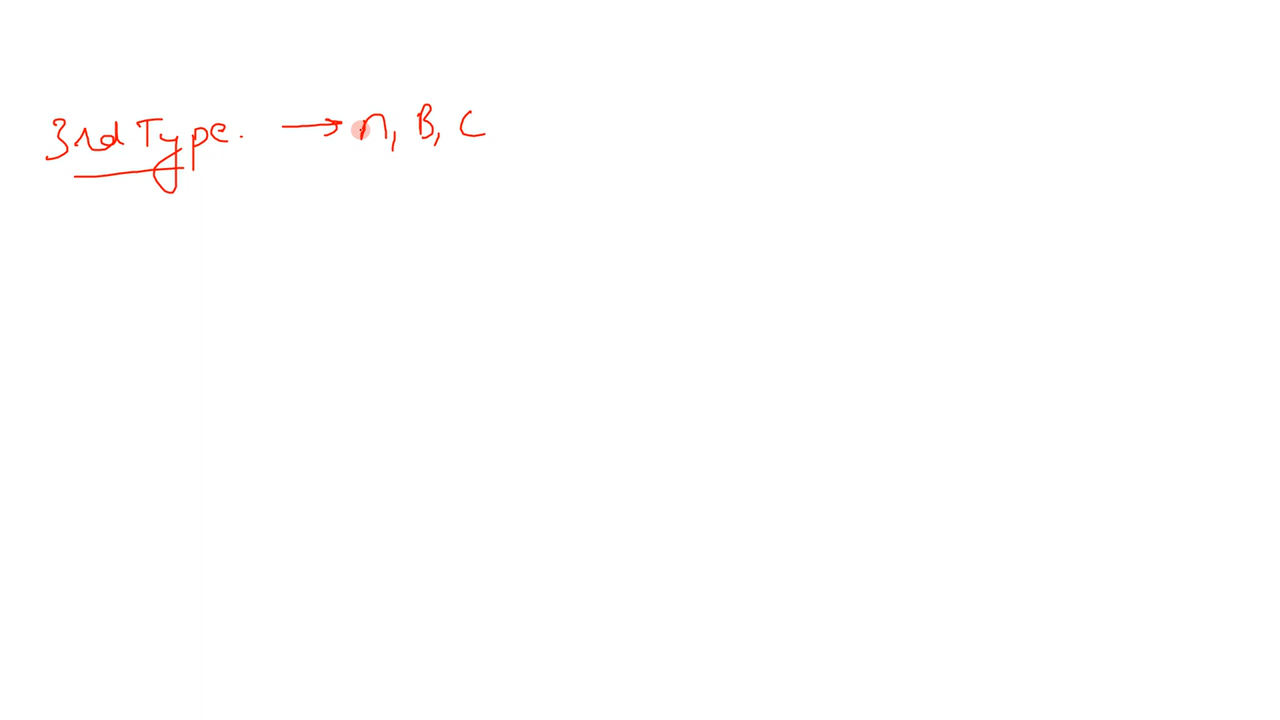 3rd Type. → n, B, C